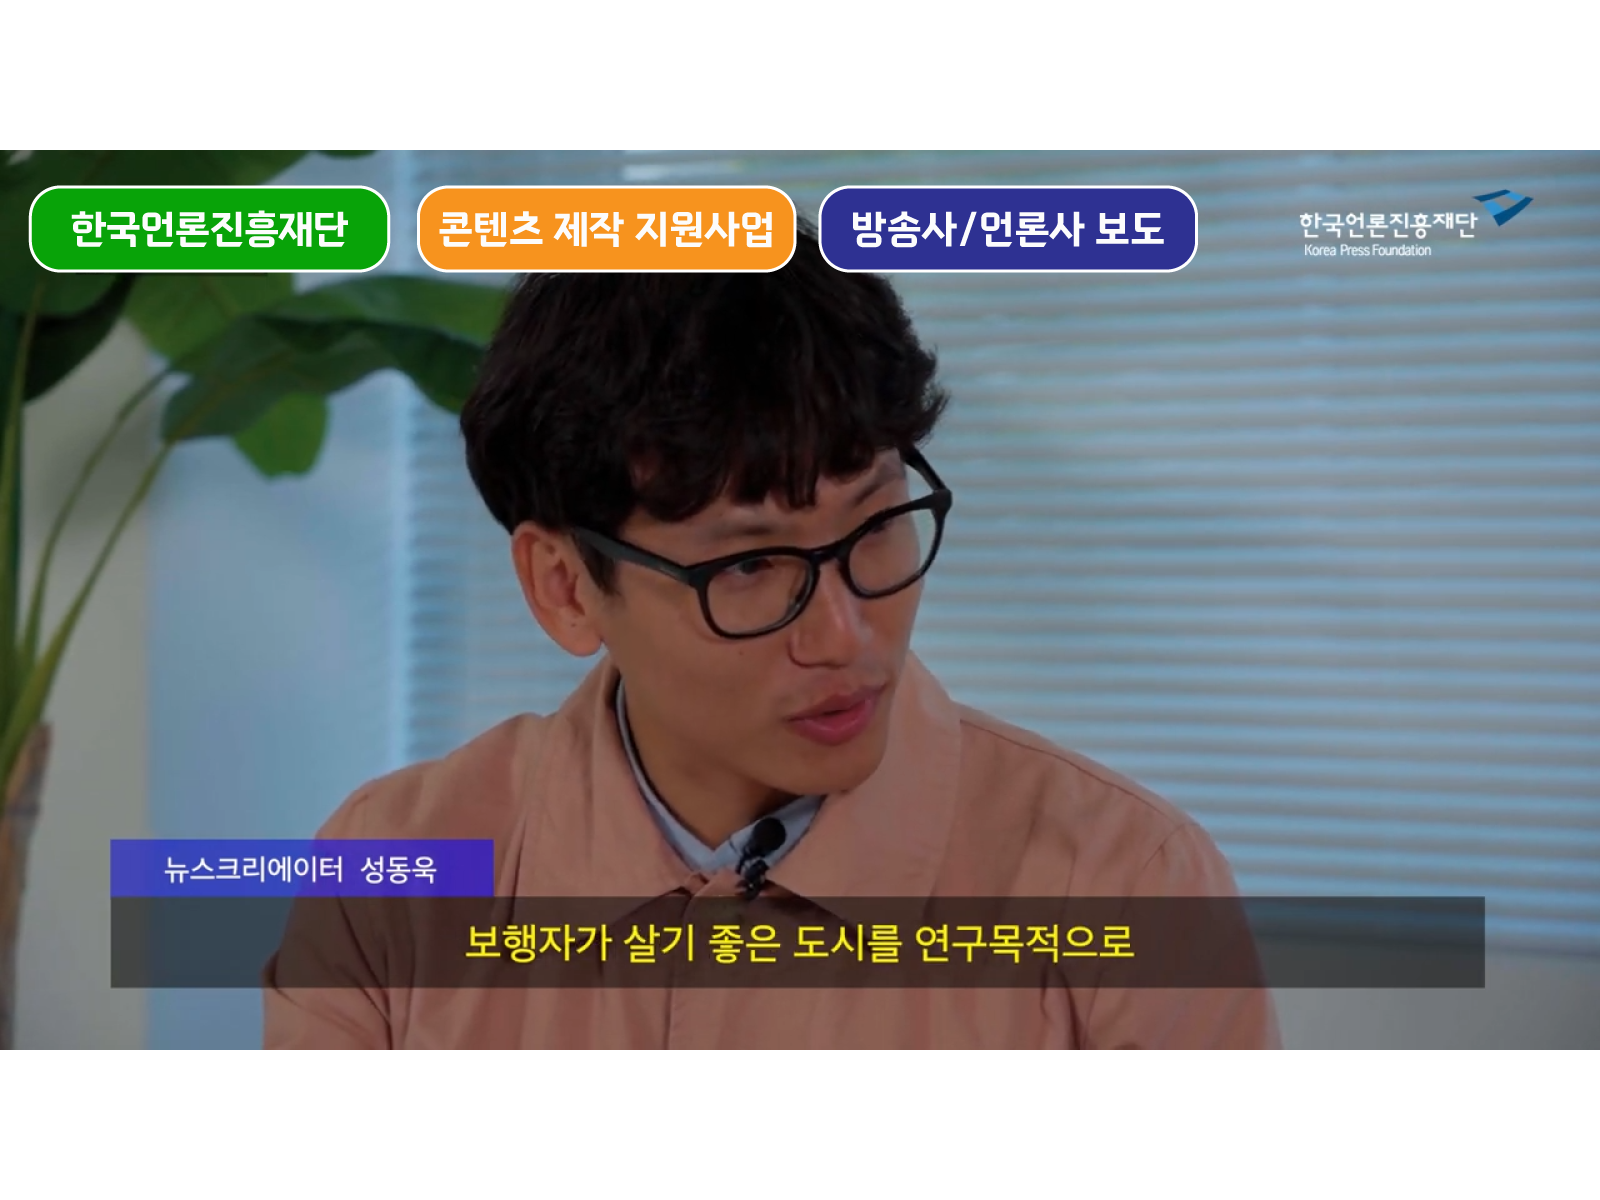 한국언론진흥재단
콘텐츠 제작 지원사업
방송사/언론사 보도
한국언론진흥재단
Korea Press Foundation
뉴스크리에이터 성동욱
보행자가 살기 좋은 도시를 연구목적으로